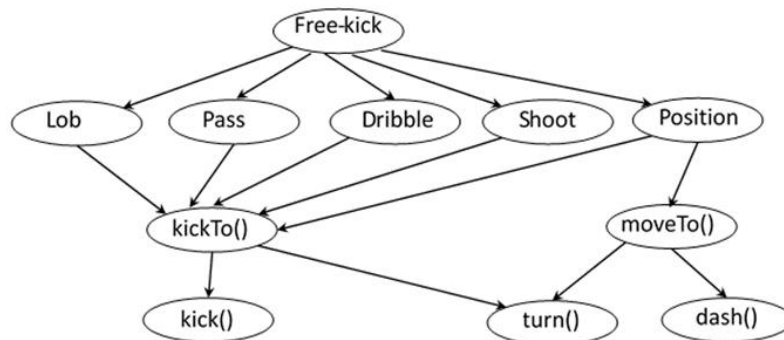 Free-kick
Lob
Pass
Dribble
Shoot
Position
kickTo()
moveTo()
kick()
turn()
dash()